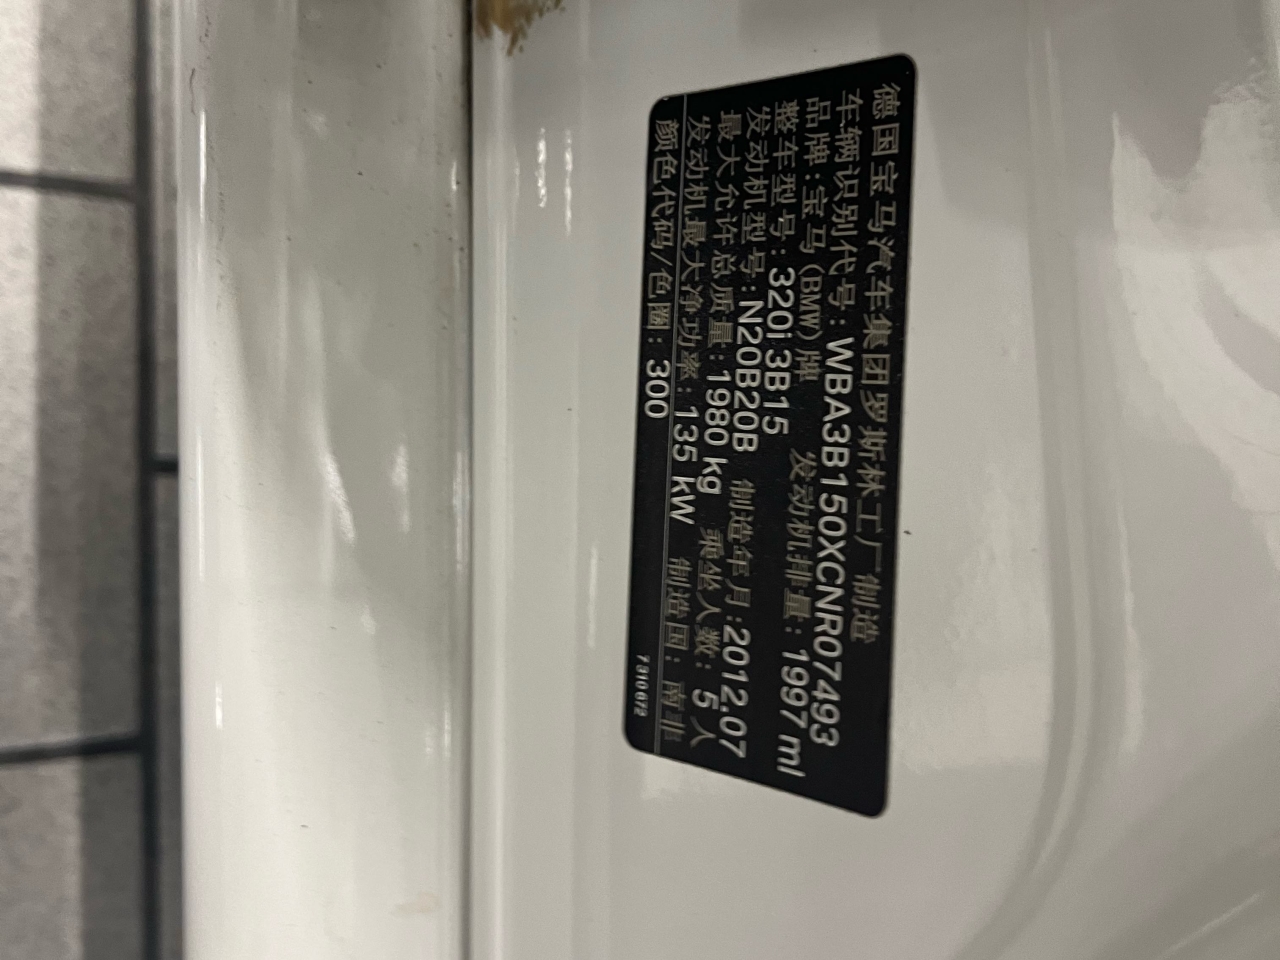 德国宝马汽车集团罗斯林工厂制造
车辆识别代号: WBA3B150XCNR07493
品牌:宝马(BMW)牌 发动机排量: 1997 ml
整车型号: 320i 3B15
发动机型号: N20B20B 制造年月:2012.07
最大允许总质量: 1980 kg 乘坐人数: 5 人
发动机最大净功率: 135 kW 制造国: 南非
颜色代码/色圈: 300
7 310 672